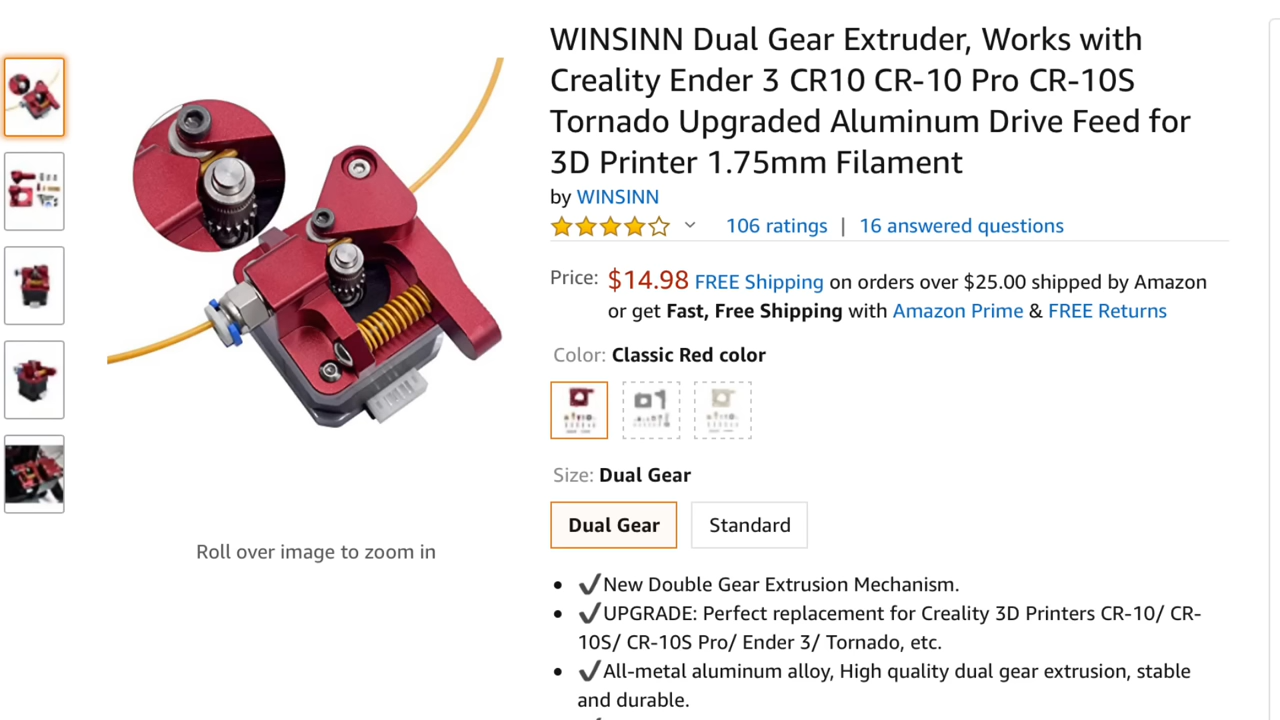 WINSINN Dual Gear Extruder, Works with
Creality Ender 3 CR10 CR-10 Pro CR-10S
Tornado Upgraded Aluminum Drive Feed for
3D Printer 1.75mm Filament
by WINSINN
106 ratings | 16 answered questions
Price: $14.98 FREE Shipping on orders over $25.00 shipped by Amazon
or get Fast, Free Shipping with Amazon Prime & FREE Returns
Color: Classic Red color
Size: Dual Gear
Dual Gear Standard
Roll over image to zoom in
• ✔New Double Gear Extrusion Mechanism.
• ✔UPGRADE: Perfect replacement for Creality 3D Printers CR-10/ CR-
10S/ CR-10S Pro/ Ender 3/ Tornado, etc.
• ✔All-metal aluminum alloy, High quality dual gear extrusion, stable
and durable.